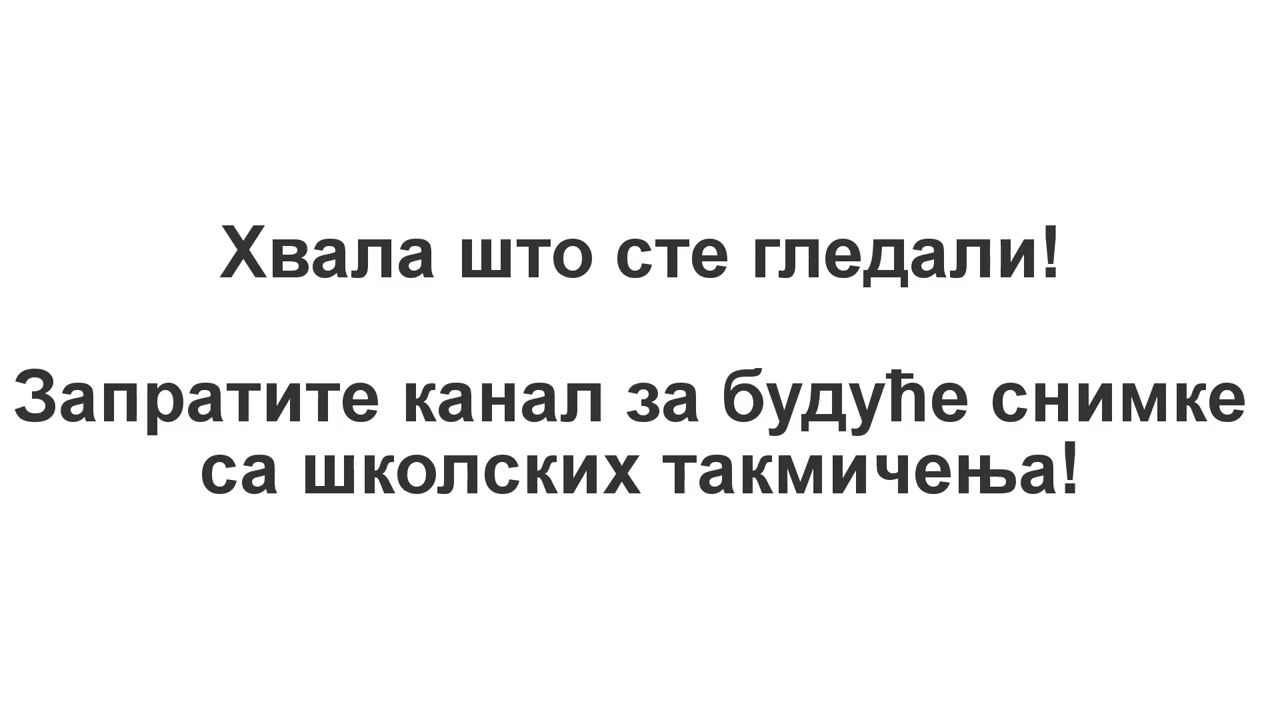 Хвала што сте гледали!
Запратите канал за будуће снимке
са школских такмичења!